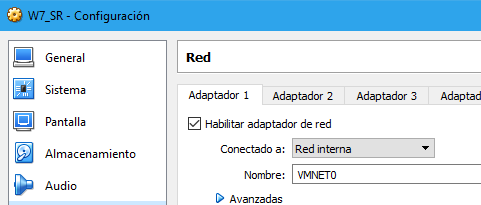 W7_SR - Configuración
General
Sistema
Pantalla
Almacenamiento
Audio
Red
Adaptador 1 Adaptador 2 Adaptador 3 Adaptad
Habilitar adaptador de red
Conectado a: Red interna
Nombre: VMNET0
Avanzadas